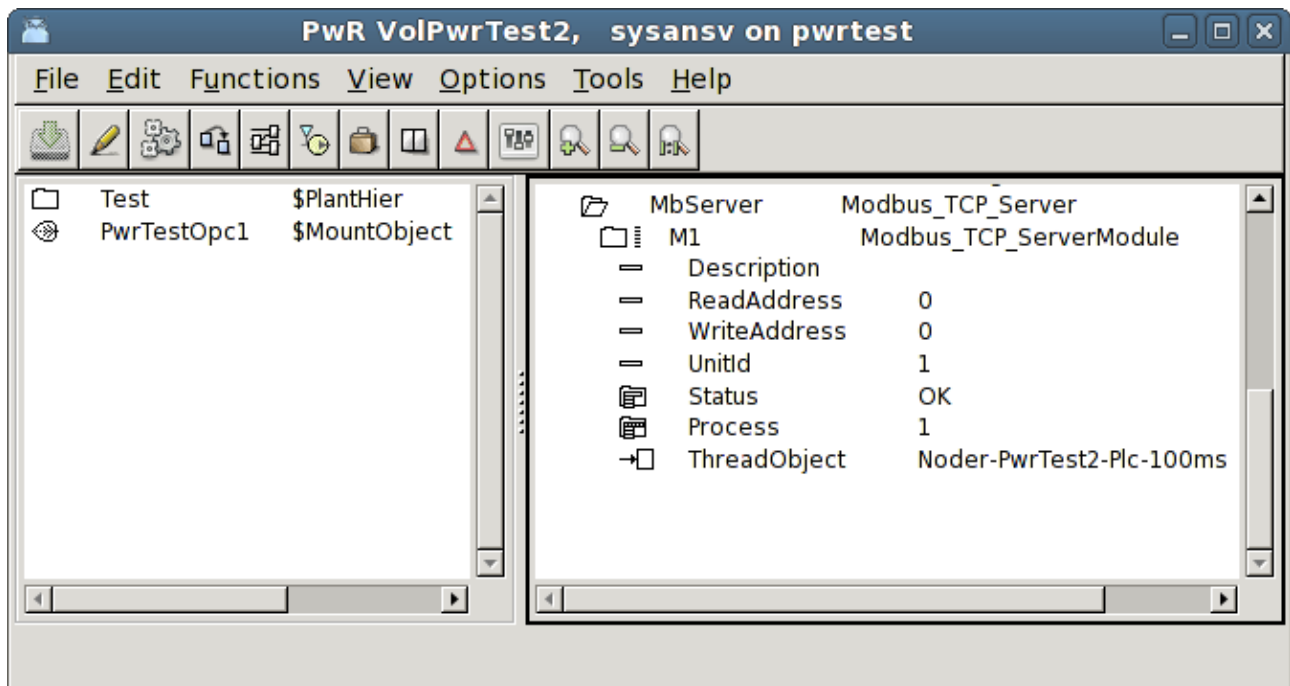 PwR VolPwrTest2, sysansv on pwrtest
File Edit Functions View Options Tools Help
Test $PlantHier
PwrTestOpc1 $MountObject
MbServer Modbus_TCP_Server
M1 Modbus_TCP_ServerModule
Description
ReadAddress 0
WriteAddress 0
UnitId 1
Status OK
Process 1
ThreadObject Noder-PwrTest2-Plc-100ms